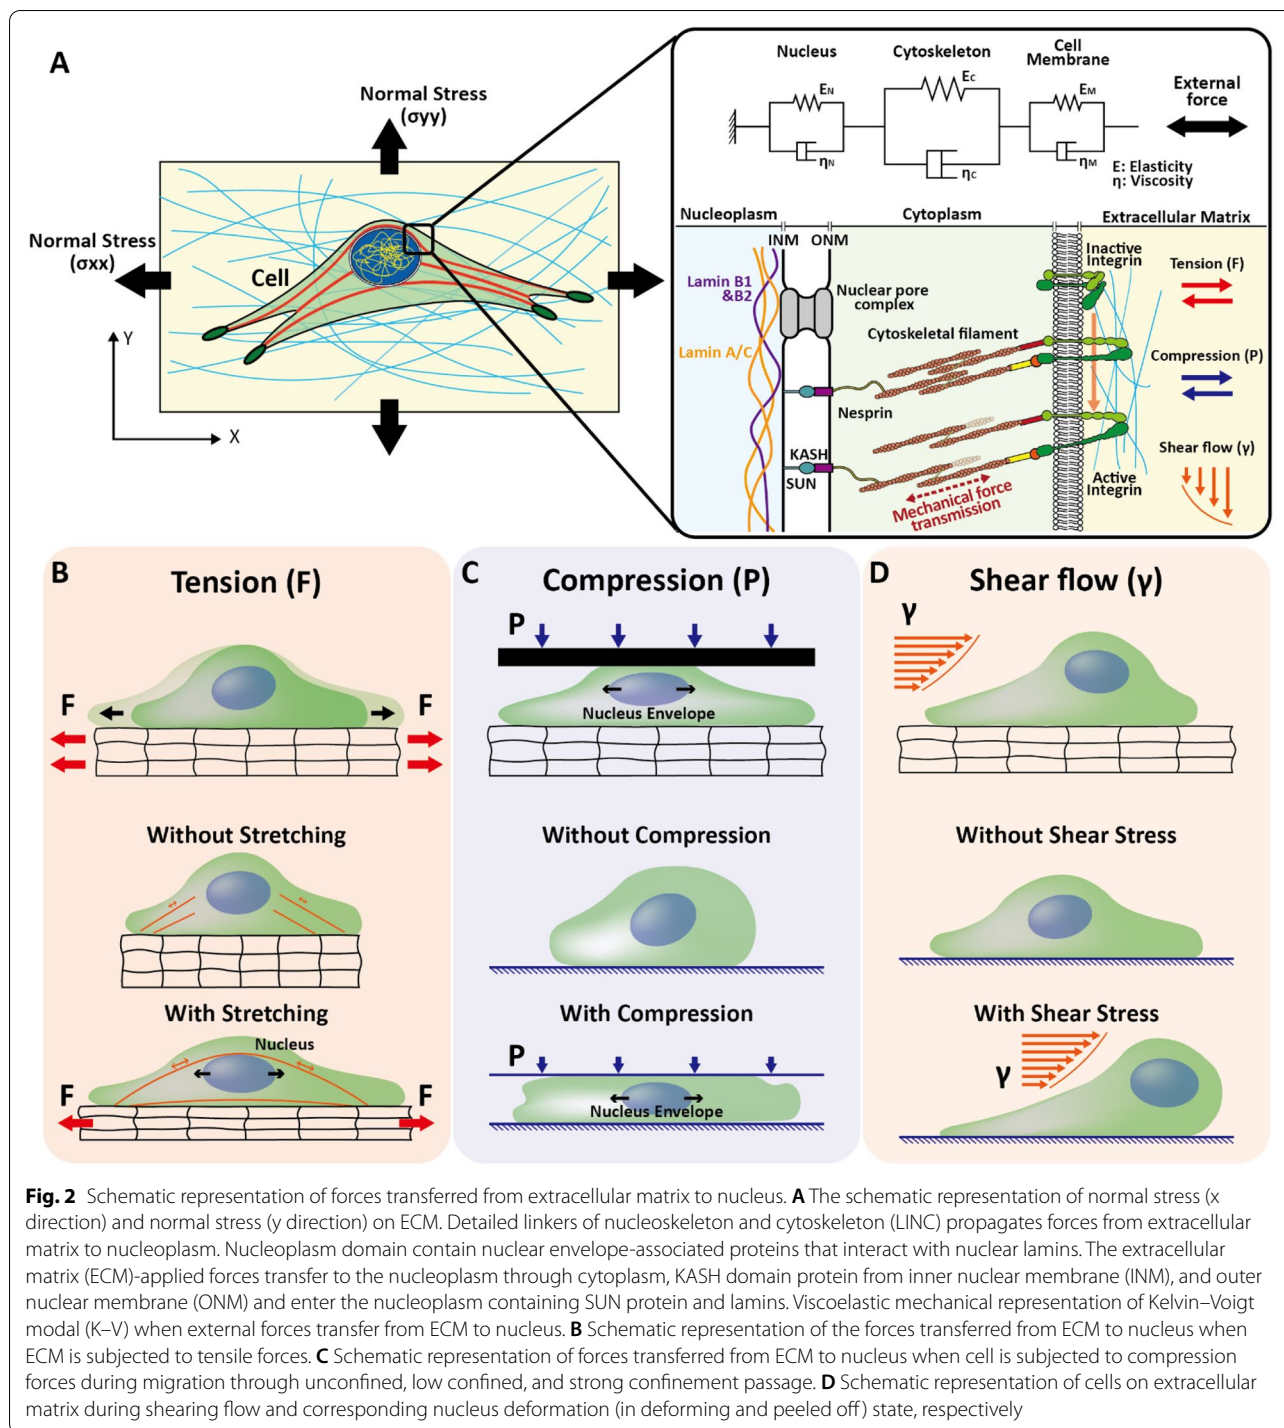 A
Normal Stress
(σyy)
Normal Stress
(σxx)
Cell
Y
X
Nucleus
Cytoskeleton
Cell
Membrane
External
force
EN
EC
EM
ηN
ηC
ηM
E: Elasticity
η: Viscosity
Nucleoplasm
Cytoplasm
Extracellular Matrix
INM
ONM
Inactive
Integrin
Tension (F)
Lamin B1
&B2
Nuclear pore
complex
Cytoskeletal filament
Lamin A/C
Compression (P)
Nesprin
KASH
SUN
Shear flow (γ)
Active
Integrin
Mechanical force
transmission
B
Tension (F)
F
F
Without Stretching
With Stretching
Nucleus
F
F
C
Compression (P)
P
Nucleus Envelope
Without Compression
With Compression
P
Nucleus Envelope
D
Shear flow (γ)
γ
Without Shear Stress
With Shear Stress
γ
Fig. 2 Schematic representation of forces transferred from extracellular matrix to nucleus. A The schematic representation of normal stress (x
direction) and normal stress (y direction) on ECM. Detailed linkers of nucleoskeleton and cytoskeleton (LINC) propagates forces from extracellular
matrix to nucleoplasm. Nucleoplasm domain contain nuclear envelope-associated proteins that interact with nuclear lamins. The extracellular
matrix (ECM)-applied forces transfer to the nucleoplasm through cytoplasm, KASH domain protein from inner nuclear membrane (INM), and outer
nuclear membrane (ONM) and enter the nucleoplasm containing SUN protein and lamins. Viscoelastic mechanical representation of Kelvin–Voigt
modal (K–V) when external forces transfer from ECM to nucleus. B Schematic representation of the forces transferred from ECM to nucleus when
ECM is subjected to tensile forces. C Schematic representation of forces transferred from ECM to nucleus when cell is subjected to compression
forces during migration through unconfined, low confined, and strong confinement passage. D Schematic representation of cells on extracellular
matrix during shearing flow and corresponding nucleus deformation (in deforming and peeled off) state, respectively